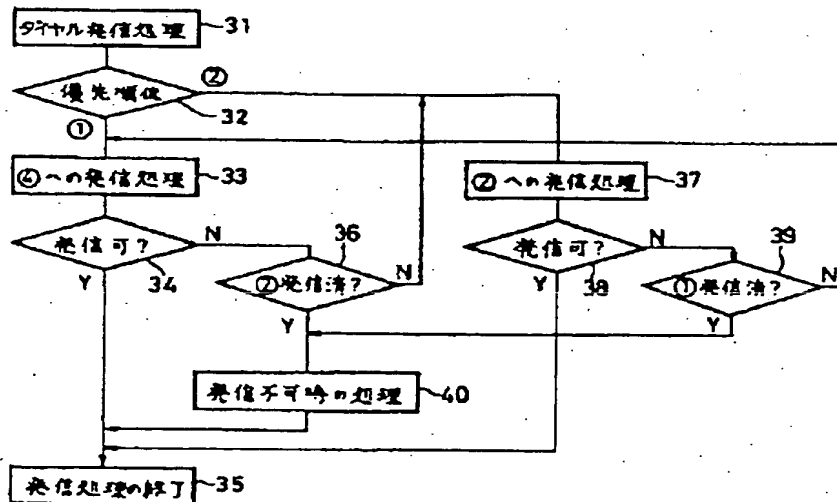 ダイヤル発信処理 31
優先順位 32
②
①
④への発信処理 33
②への発信処理 37
発信可? 34
N
Y
36
②発信済? N
Y
発信可? 38
N
Y
39
①発信済? N
Y
発信不可時の処理 40
発信処理の終了 35